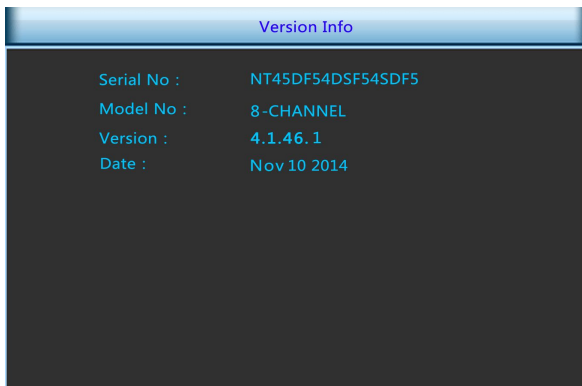 Version Info
Serial No : NT45DF54DSF54SDF5
Model No : 8-CHANNEL
Version : 4.1.46.1
Date : Nov 10 2014